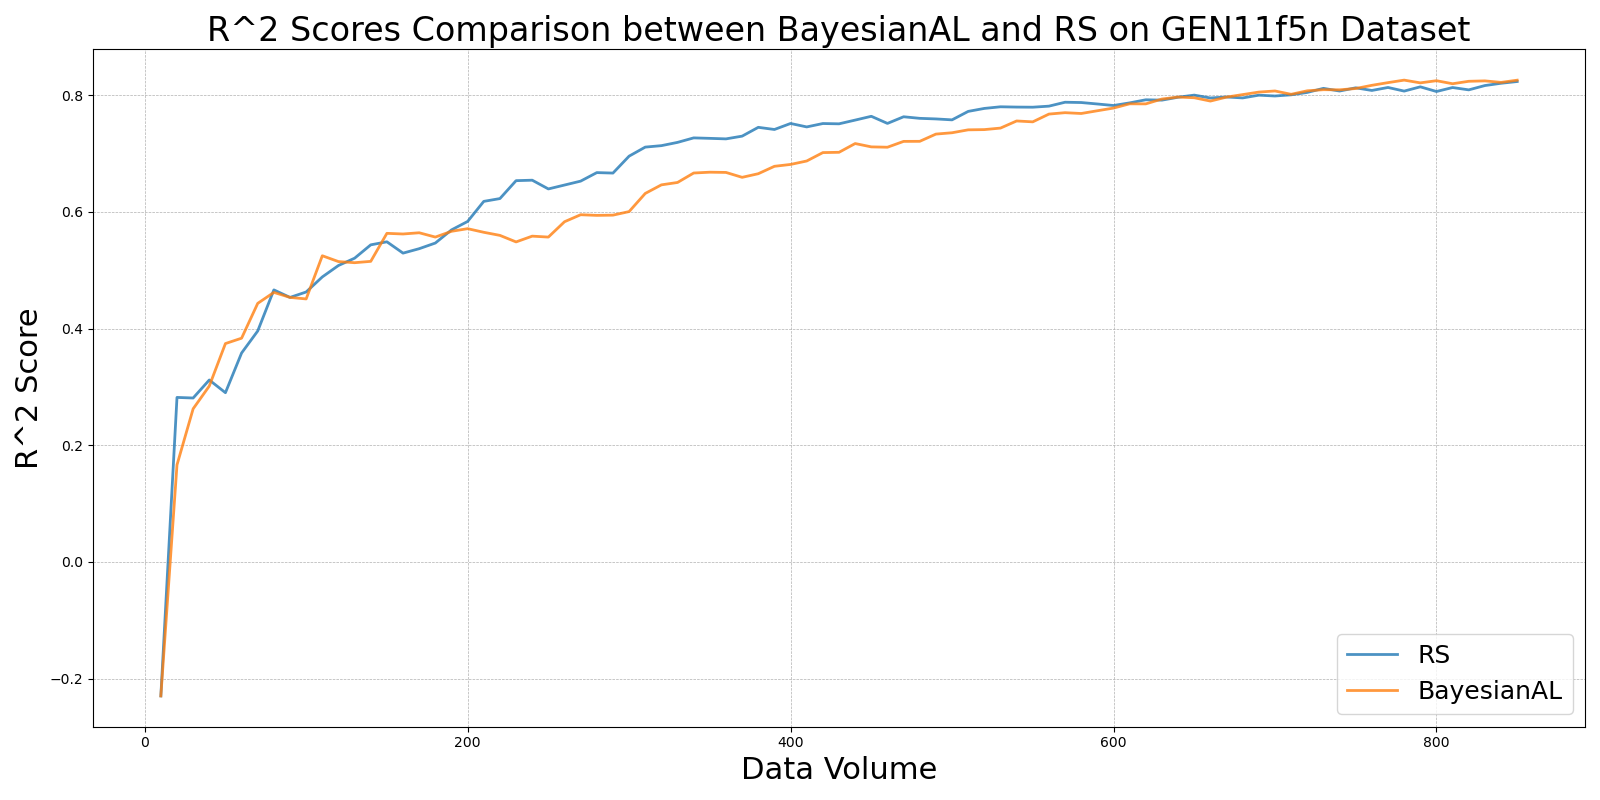 R^2 Scores Comparison between BayesianAL and RS on GEN11f5n Dataset
R^2 Score
0.8
0.6
0.4
0.2
0.0
−0.2
0
200
400
600
800
Data Volume
RS
BayesianAL